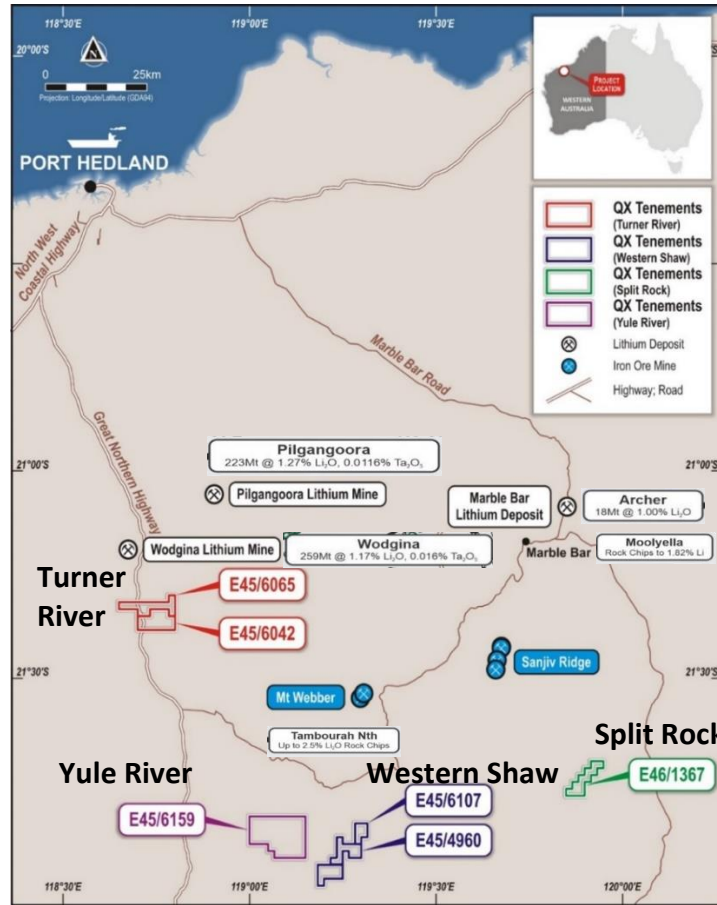 118°30'E
119°00'E
119°30'E
20°00'S
N
0 25km
Projection: Longitude/Latitude (GDA94)
PORT HEDLAND
North West
Coastal Highway
Marble Bar Road
Great Northern Highway
PROJECT
LOCATION
WESTERN
AUSTRALIA
QX Tenements
(Turner River)
QX Tenements
(Western Shaw)
QX Tenements
(Split Rock)
QX Tenements
(Yule River)
Lithium Deposit
Iron Ore Mine
Highway; Road
21°00'S
21°00'S
Pilgangoora
223Mt @ 1.27% Li₂O, 0.0116% Ta₂O₅
Pilgangoora Lithium Mine
Marble Bar
Lithium Deposit
Archer
18Mt @ 1.00% Li₂O
Wodgina Lithium Mine
Wodgina
259Mt @ 1.17% Li₂O, 0.016% Ta₂O₅
Marble Bar
Moolyella
Rock Chips to 1.82% Li
Turner
River
E45/6065
E45/6042
Sanjiv Ridge
21°30'S
21°30'S
Mt Webber
Tambourah Nth
Up to 2.5% Li₂O Rock Chips
Split Rock
Yule River
Western Shaw
E46/1367
E45/6107
E45/6159
E45/4960
118°30'E
119°00'E
119°30'E
120°00'E